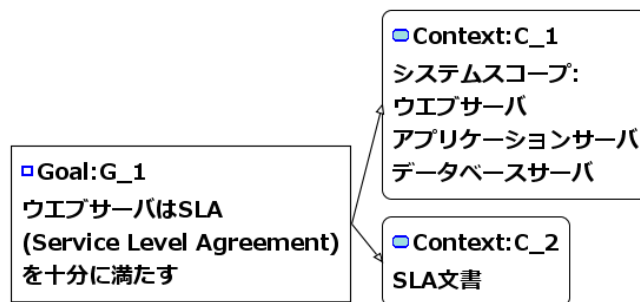 Context:C_1
システムスコープ:
ウエブサーバ
アプリケーションサーバ
データベースサーバ
Goal:G_1
ウエブサーバはSLA
(Service Level Agreement)
を十分に満たす
Context:C_2
SLA文書